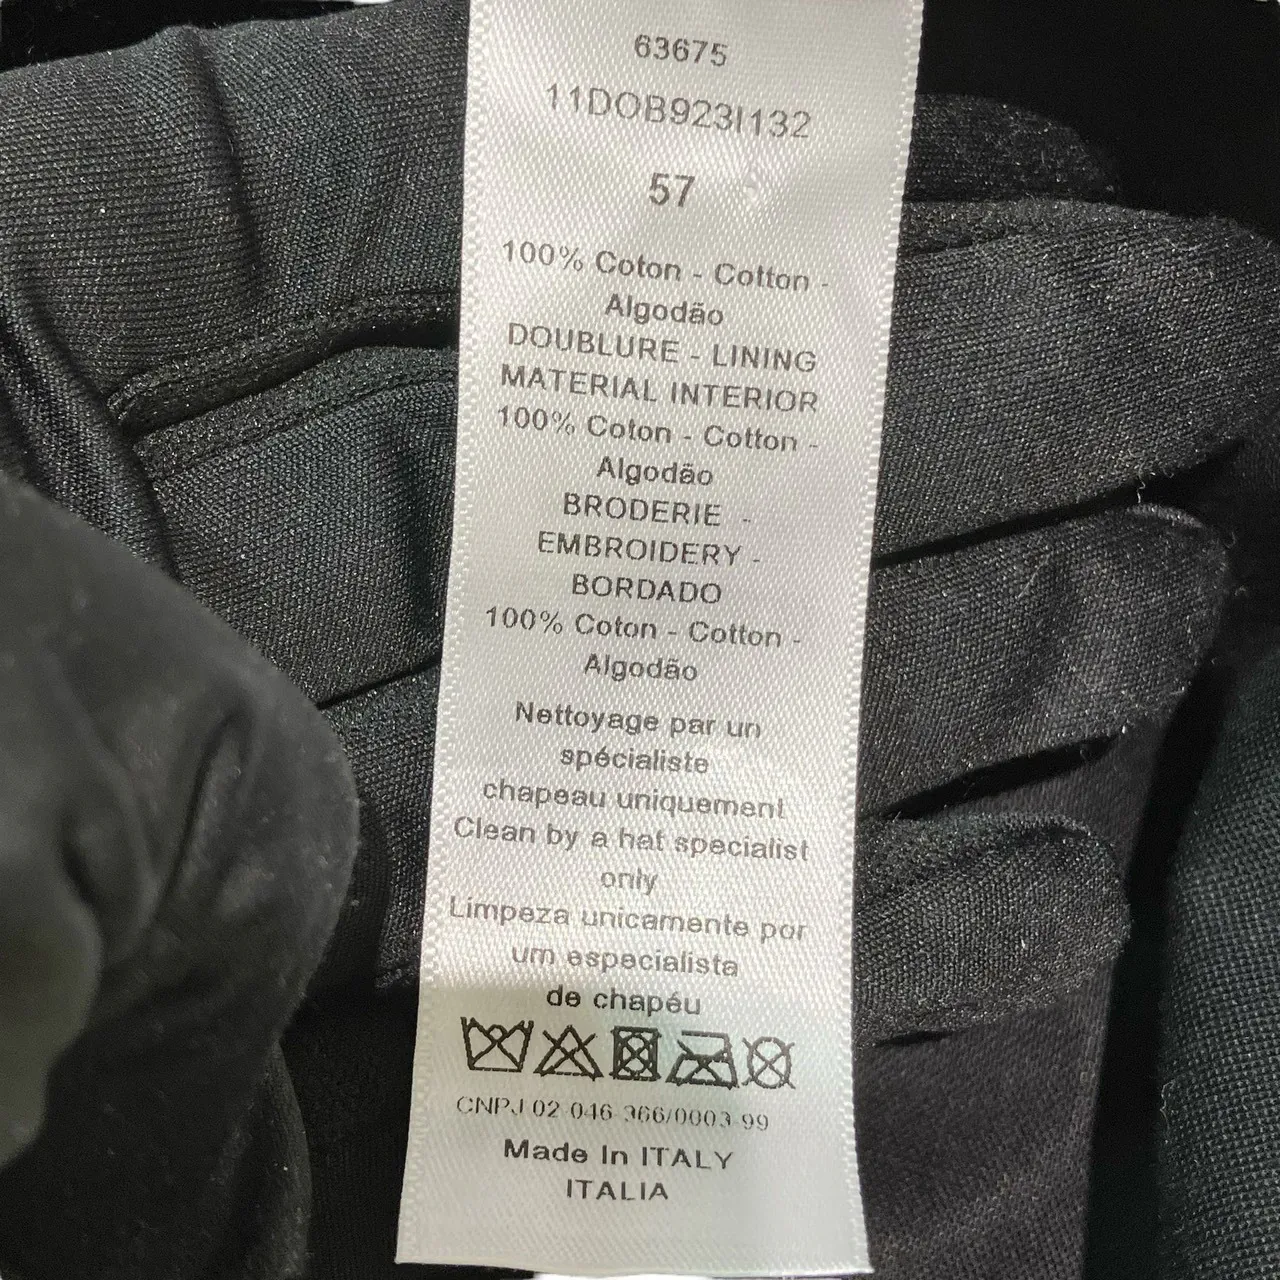 63675
11DOB923I132
57
100% Coton - Cotton -
Algodão
DOUBLURE - LINING
MATERIAL INTERIOR
100% Coton - Cotton -
Algodão
BRODERIE -
EMBROIDERY -
BORDADO
100% Coton - Cotton -
Algodão
Nettoyage par un
spécialiste
chapeau uniquement
Clean by a hat specialist
only
Limpeza unicamente por
um especialista
de chapéu
CNPJ 02 046 366/0003-99
Made In ITALY
ITALIA